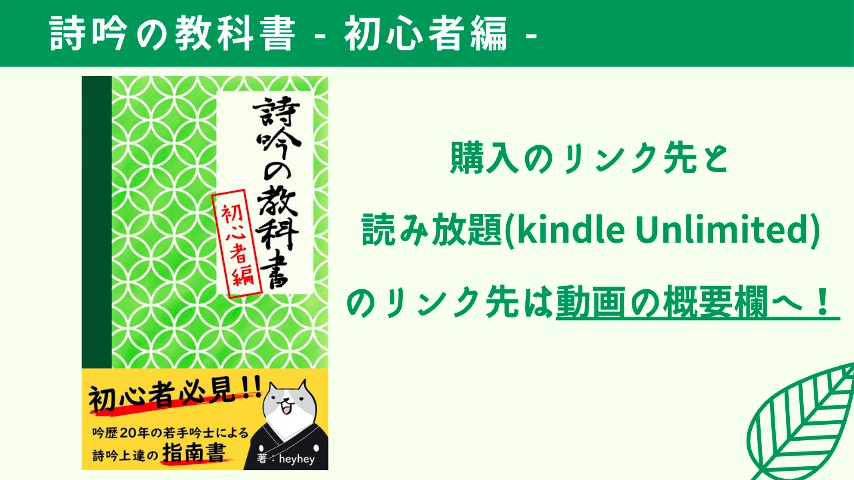 詩吟の教科書 - 初心者編 -
詩吟の教科書
初心者編
初心者必見!!
吟歴20年の若手吟士による
詩吟上達の指南書
著：heyhey
購入のリンク先と
読み放題(kindle Unlimited)
のリンク先は動画の概要欄へ！